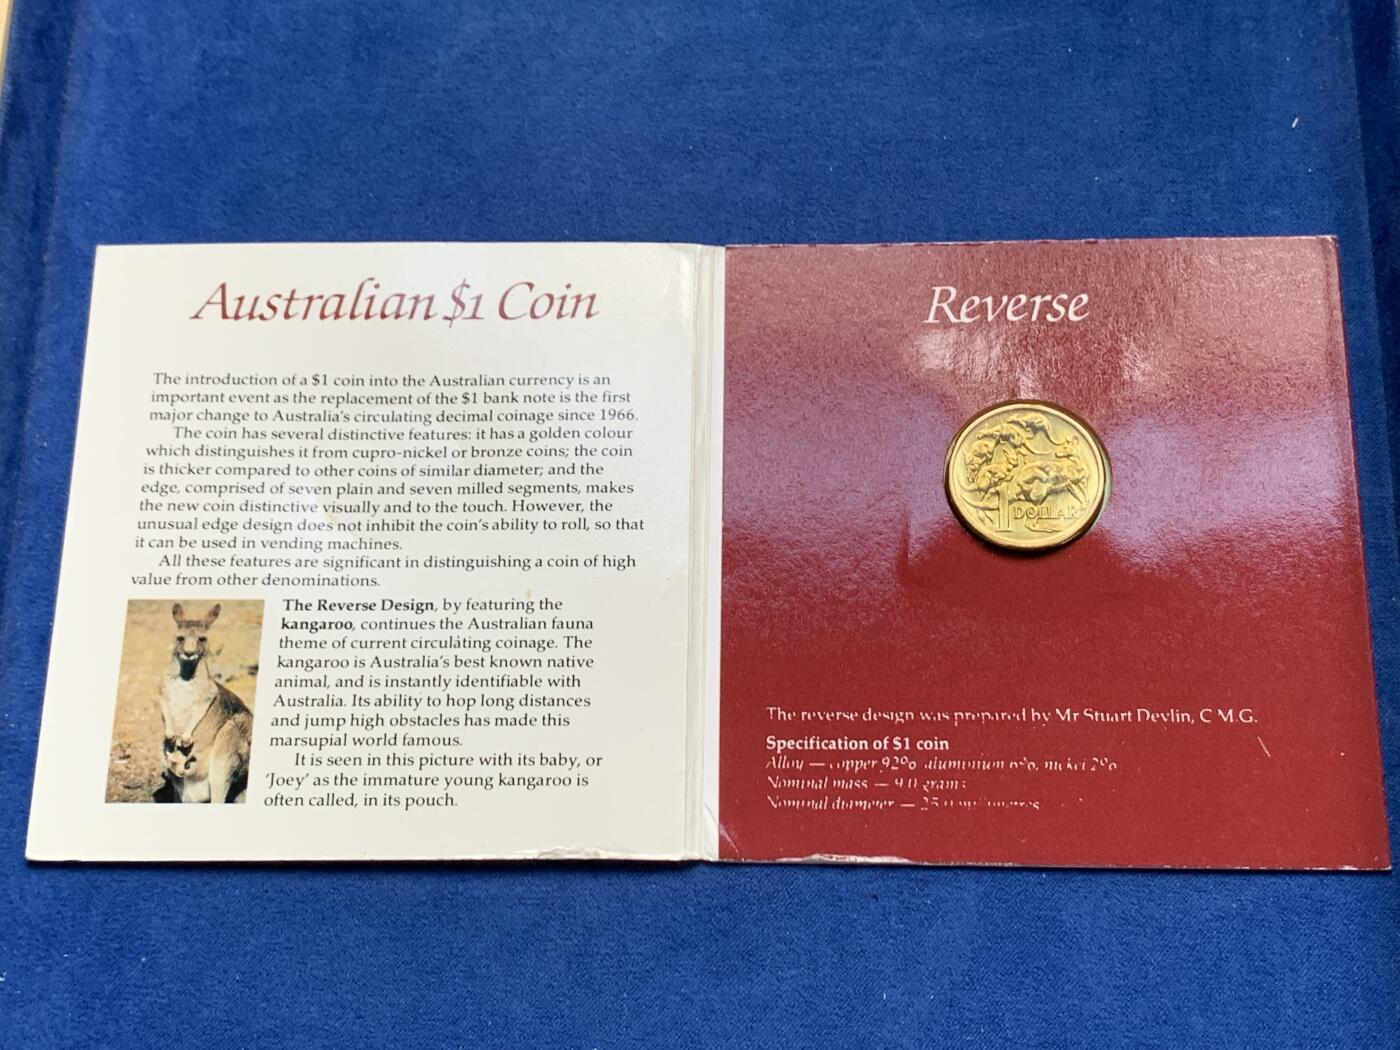 Australian $1 Coin
The introduction of a $1 coin into the Australian currency is an
important event as the replacement of the $1 bank note is the first
major change to Australia's circulating decimal coinage since 1966.
The coin has several distinctive features: it has a golden colour
which distinguishes it from cupro-nickel or bronze coins; the coin
is thicker compared to other coins of similar diameter; and the
edge, comprised of seven plain and seven milled segments, makes
the new coin distinctive visually and to the touch. However, the
unusual edge design does not inhibit the coin's ability to roll, so that
it can be used in vending machines.
All these features are significant in distinguishing a coin of high
value from other denominations.
The Reverse Design, by featuring the
kangaroo, continues the Australian fauna
theme of current circulating coinage. The
kangaroo is Australia's best known native
animal, and is instantly identifiable with
Australia. Its ability to hop long distances
and jump high obstacles has made this
marsupial world famous.
It is seen in this picture with its baby, or
'Joey' as the immature young kangaroo is
often called, in its pouch.
Reverse
1
DOLLAR
The reverse design was prepared by Mr Stuart Devlin, C.M.G.
Specification of $1 coin
Alloy — copper 92% aluminium 6%, nickel 2%
Nominal mass — 9.0 grams
Nominal diameter — 25.0 millimetres